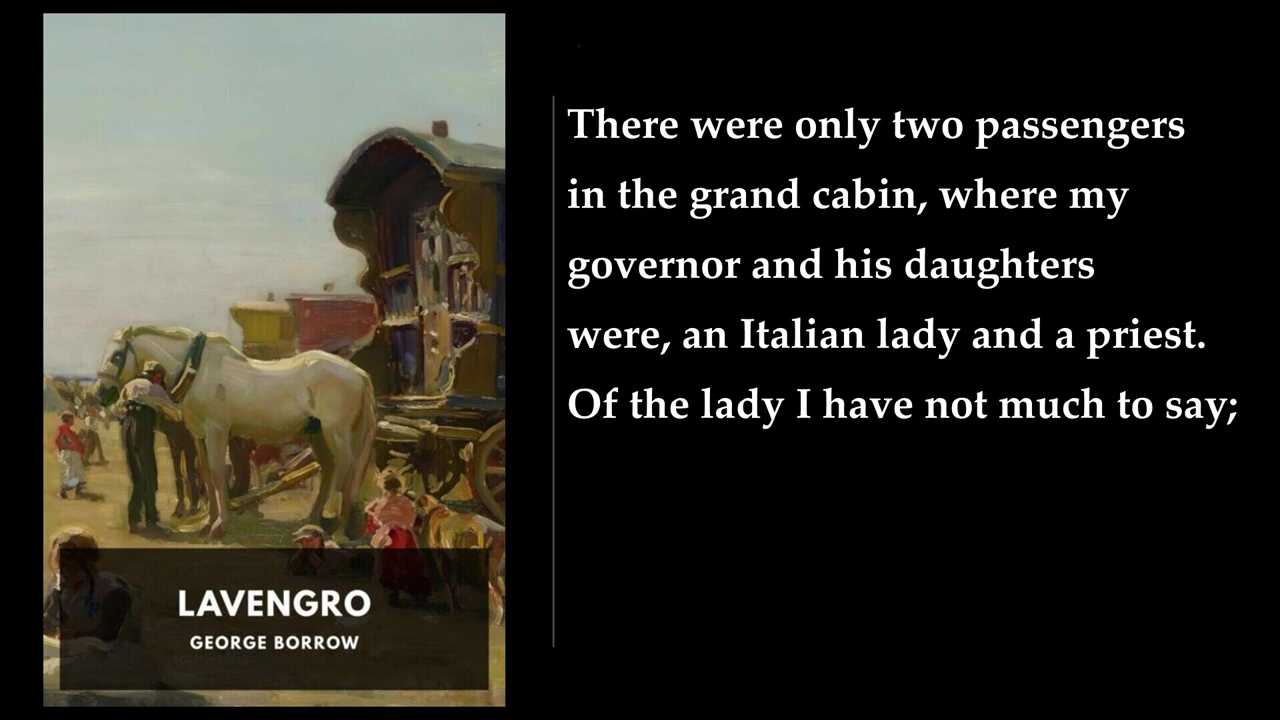 There were only two passengers
in the grand cabin, where my
governor and his daughters
were, an Italian lady and a priest.
Of the lady I have not much to say;
LAVENGRO
GEORGE BORROW